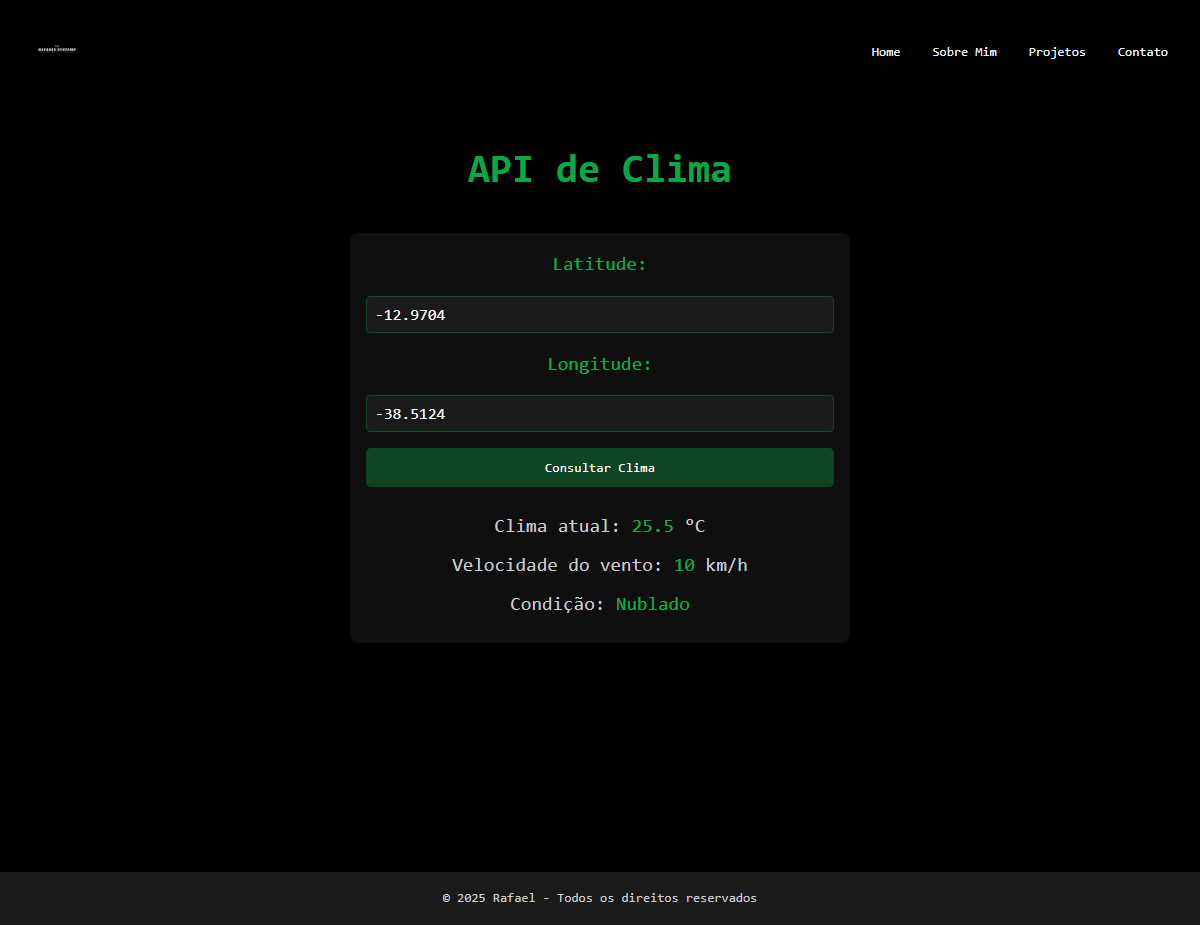 Home
Sobre Mim
Projetos
Contato
API de Clima
Latitude:
-12.9704
Longitude:
-38.5124
Consultar Clima
Clima atual: 25.5 °C
Velocidade do vento: 10 km/h
Condição: Nublado
© 2025 Rafael - Todos os direitos reservados